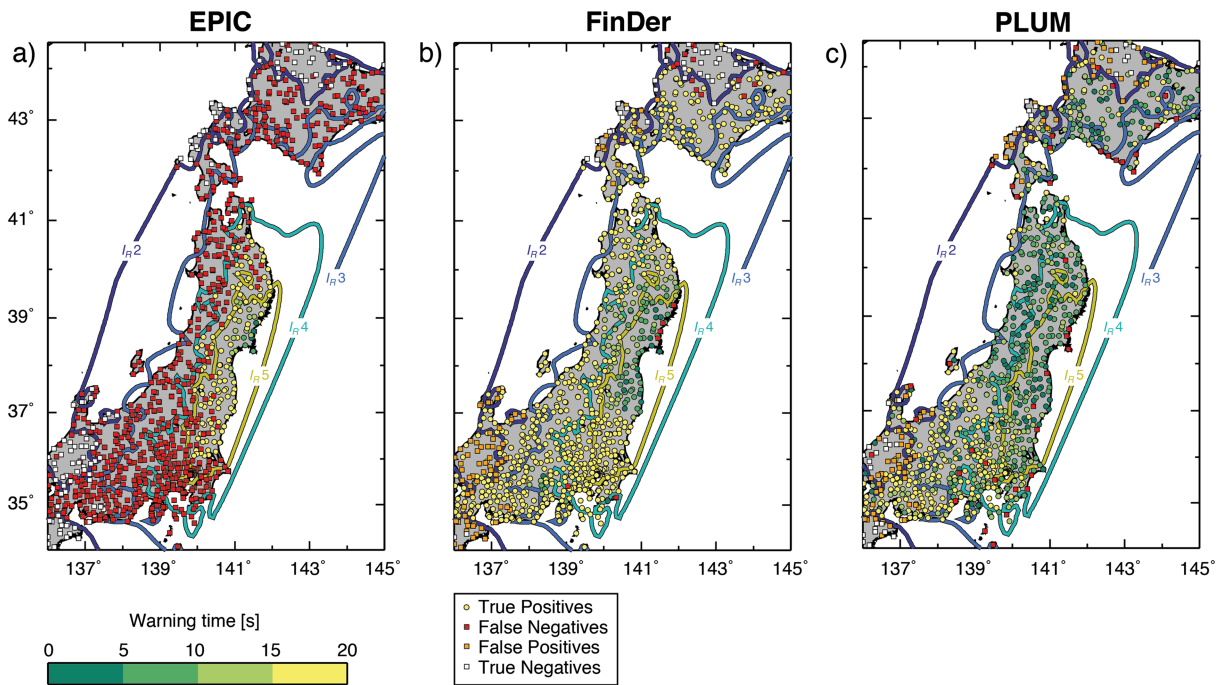 EPIC FinDer PLUM
a) b) c)
43° 41° 39° 37° 35°
I_R2 I_R3 I_R4 I_R5
I_R2 I_R3 I_R4 I_R5
I_R2 I_R3 I_R4 I_R5
137° 139° 141° 143° 145°
137° 139° 141° 143° 145°
137° 139° 141° 143° 145°
Warning time [s]
0 5 10 15 20
True Positives
False Negatives
False Positives
True Negatives